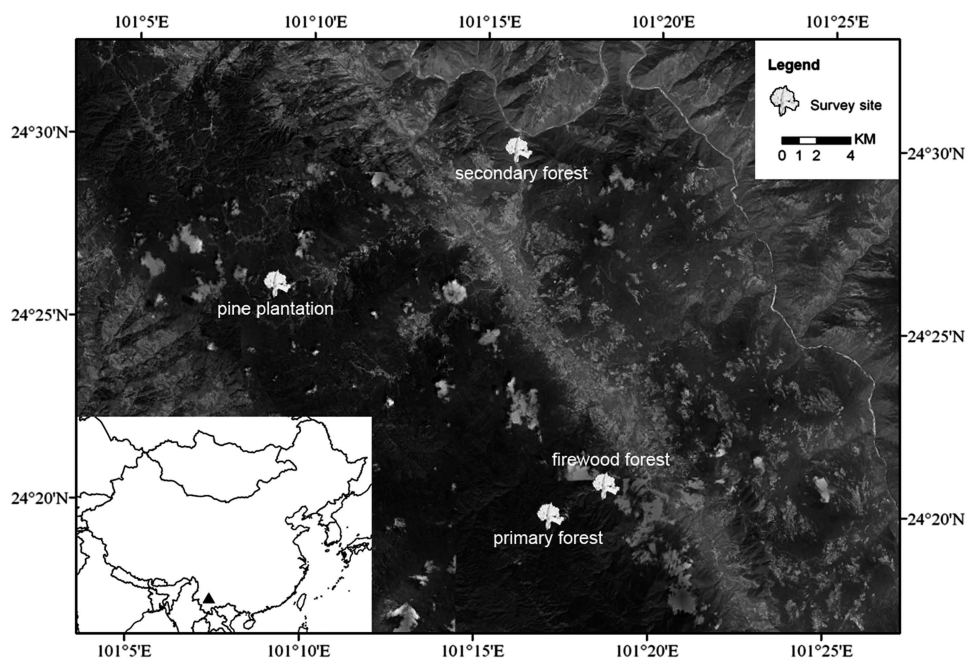 101°5'E 101°10'E 101°15'E 101°20'E 101°25'E
Legend
Survey site
KM
0 1 2 4
24°30'N
24°30'N
secondary forest
pine plantation
24°25'N
24°25'N
firewood forest
24°20'N
24°20'N
primary forest
101°5'E 101°10'E 101°15'E 101°20'E 101°25'E